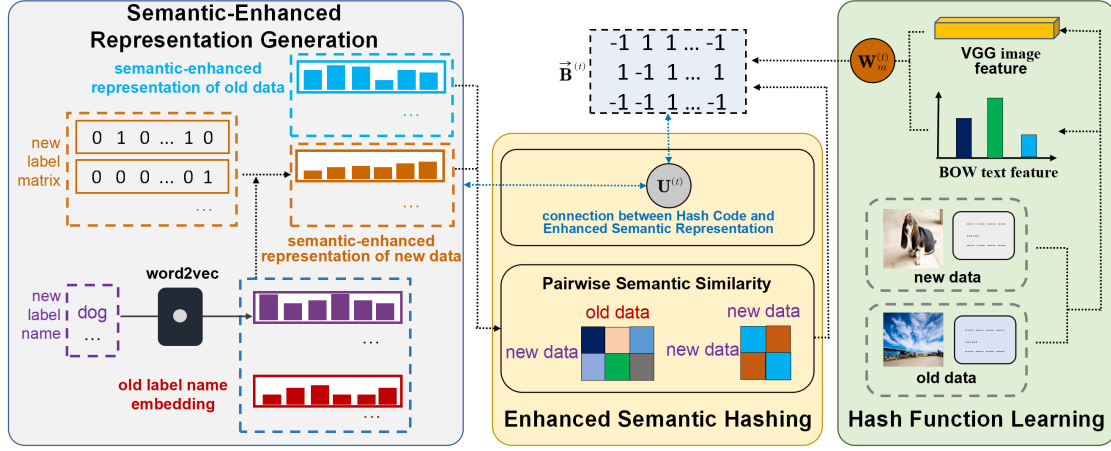 Semantic-Enhanced
Representation Generation
semantic-enhanced
representation of old data
...
new
label
matrix
0 1 0 ... 1 0
0 0 0 ... 0 1
...
...
semantic-enhanced
representation of new data
word2vec
new
label
name
dog
...
...
old label name
embedding
...
B^(t)
-1 1 1 ... -1
1 -1 1 ... 1
-1 -1 1 ... -1
U^(t)
connection between Hash Code and
Enhanced Semantic Representation
Pairwise Semantic Similarity
old data
new data
new data
new data
Enhanced Semantic Hashing
W_m^(t)
VGG image
feature
BOW text feature
new data
old data
Hash Function Learning